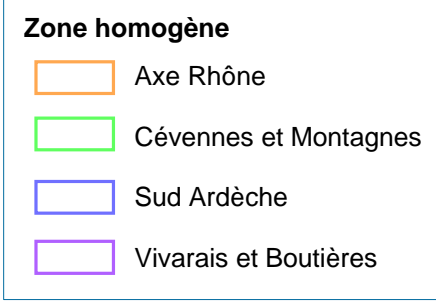 Zone homogène
Axe Rhône
Cévennes et Montagnes
Sud Ardèche
Vivarais et Boutières